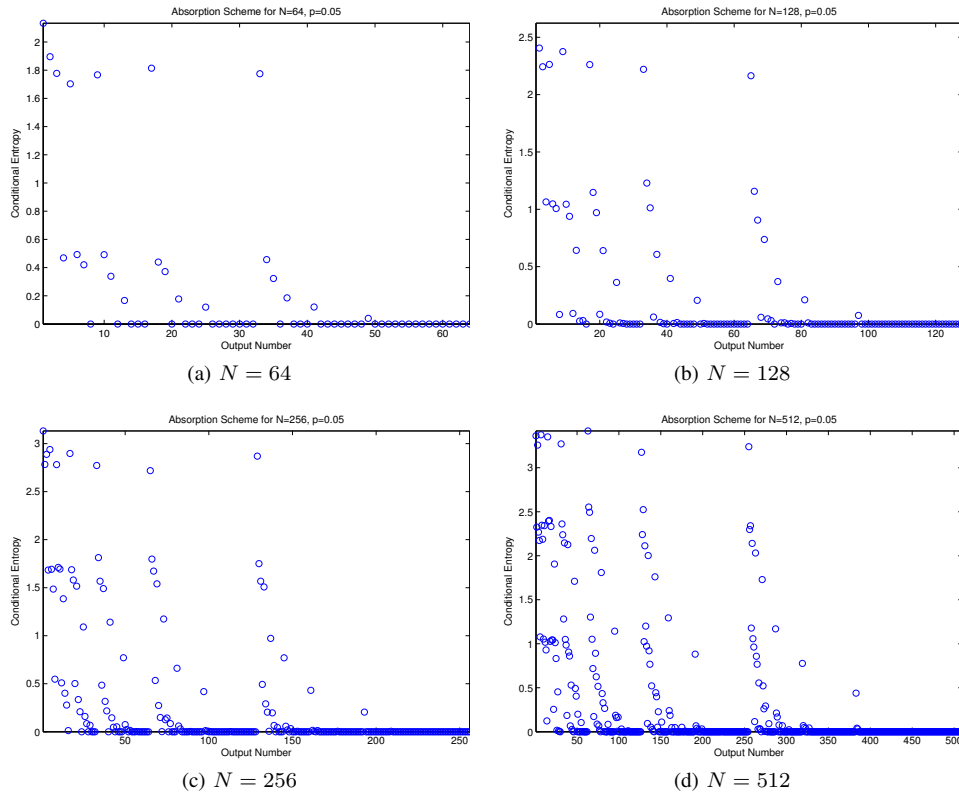 Absorption Scheme for N=64, p=0.05
Conditional Entropy
2
1.8
1.6
1.4
1.2
1
0.8
0.6
0.4
0.2
0
10 20 30 40 50 60
Output Number
(a) N = 64
Absorption Scheme for N=128, p=0.05
Conditional Entropy
2.5
2
1.5
1
0.5
0
20 40 60 80 100 120
Output Number
(b) N = 128
Absorption Scheme for N=256, p=0.05
Conditional Entropy
3
2.5
2
1.5
1
0.5
0
50 100 150 200 250
Output Number
(c) N = 256
Absorption Scheme for N=512, p=0.05
Conditional Entropy
3
2.5
2
1.5
1
0.5
0
50 100 150 200 250 300 350 400 450 500
Output Number
(d) N = 512